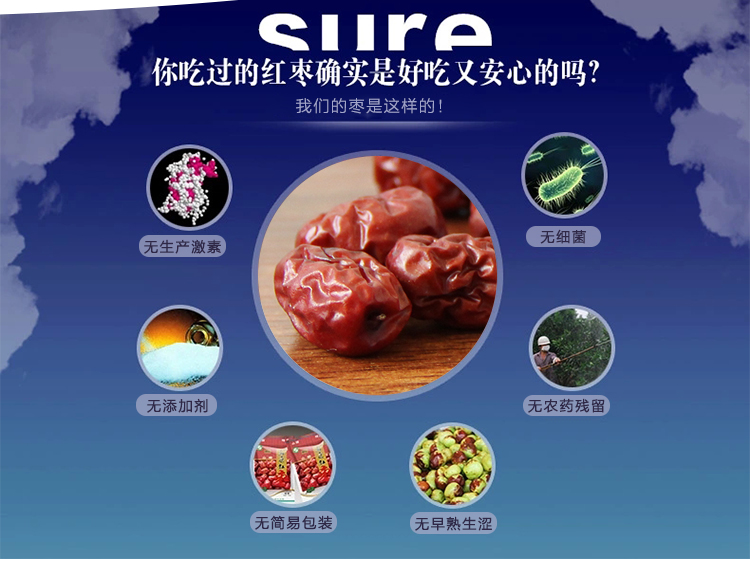 sure
你吃过的红枣确实是好吃又安心的吗？
我们的枣是这样的！
无生产激素
无细菌
无添加剂
无农药残留
无简易包装
无早熟生涩